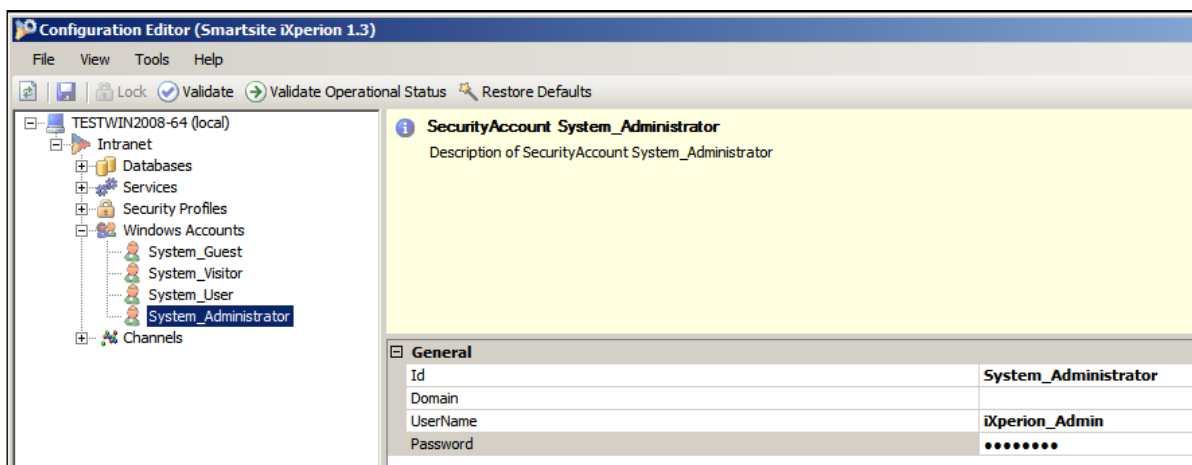 Configuration Editor (Smartsite iXperion 1.3)
File View Tools Help
Lock Validate Validate Operational Status Restore Defaults
TESTWIN2008-64 (local)
Intranet
Databases
Services
Security Profiles
Windows Accounts
System_Guest
System_Visitor
System_User
System_Administrator
Channels
SecurityAccount System_Administrator
Description of SecurityAccount System_Administrator
General
Id System_Administrator
Domain
UserName iXperion_Admin
Password ●●●●●●●●